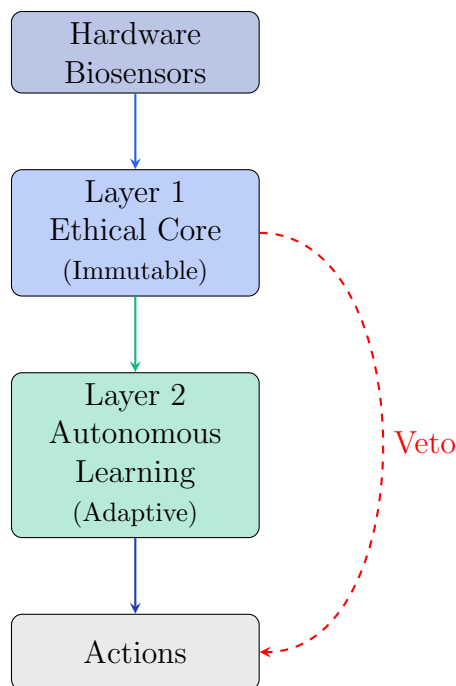 Hardware
Biosensors
Layer 1
Ethical Core
(Immutable)
Layer 2
Autonomous
Learning
(Adaptive)
Veto
Actions